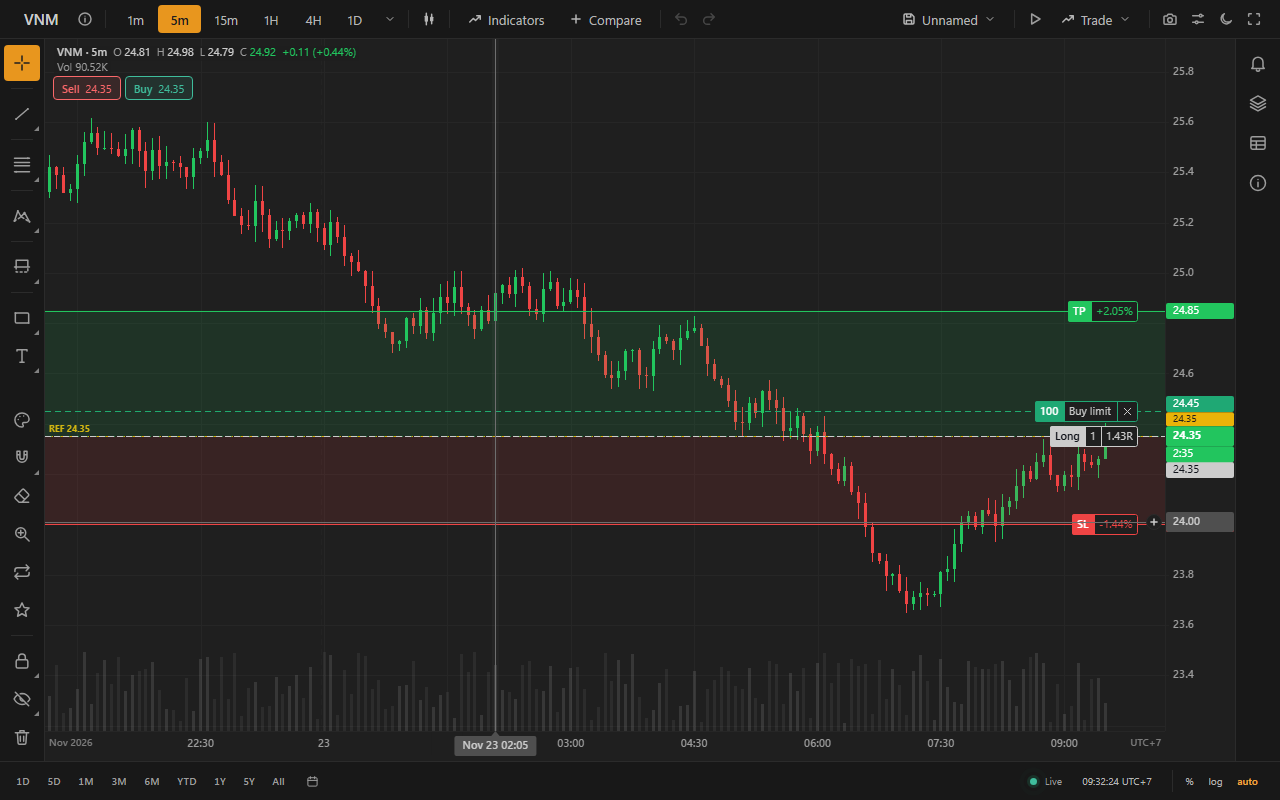 VNM 1m 5m 15m 1H 4H 1D Indicators Compare Unnamed Trade
VNM · 5m O 24.81 H 24.98 L 24.79 C 24.92 +0.11 (+0.44%)
Vol 90.52K
Sell 24.35 Buy 24.35
25.8
25.6
25.4
25.2
25.0
TP +2.05% 24.85
24.6
100 Buy limit 24.45
24.35
REF 24.35
Long 1 1.43R 24.35
2:35
24.35
SL -1.44% 24.00
23.8
23.6
23.4
Nov 2026 22:30 23 Nov 23 02:05 03:00 04:30 06:00 07:30 09:00 UTC+7
1D 5D 1M 3M 6M YTD 1Y 5Y All Live 09:32:24 UTC+7 % log auto